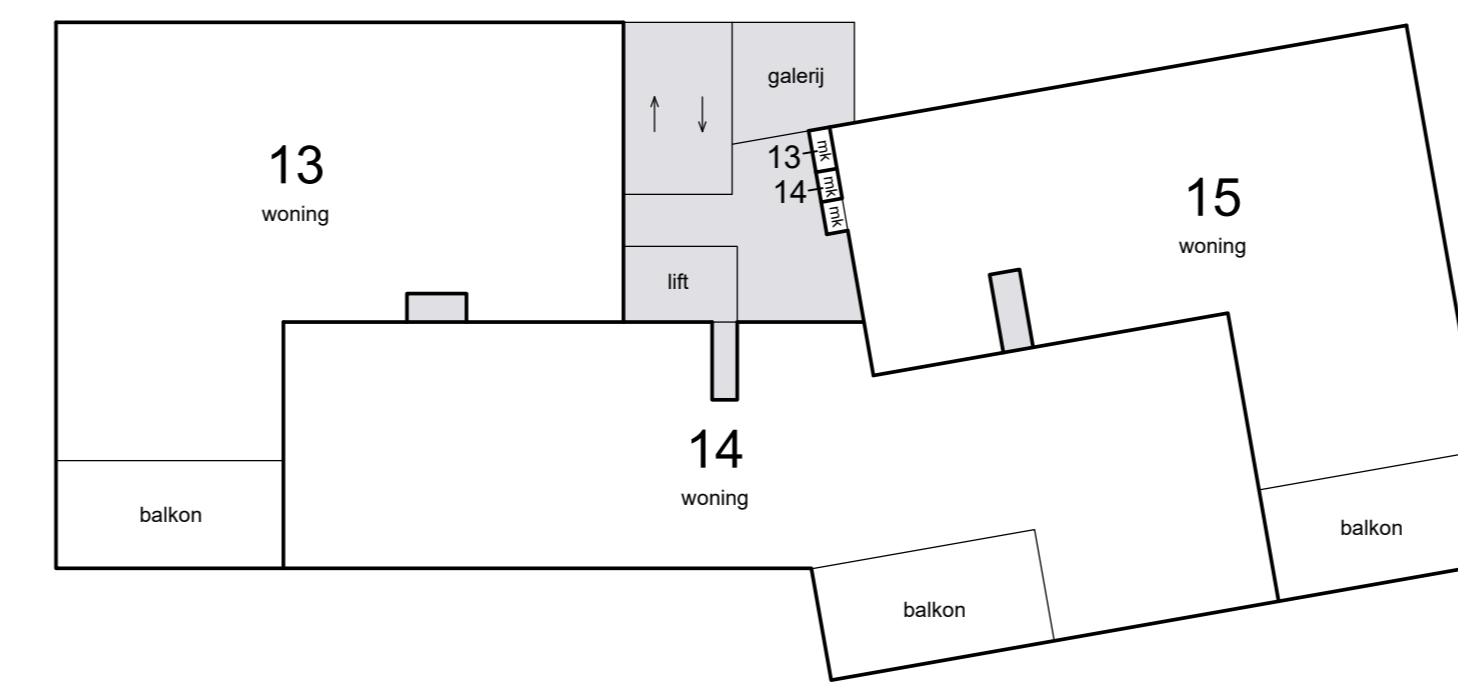 galerij
13
woning
13
mk
14
mk
mk
15
woning
lift
14
woning
balkon
balkon
balkon